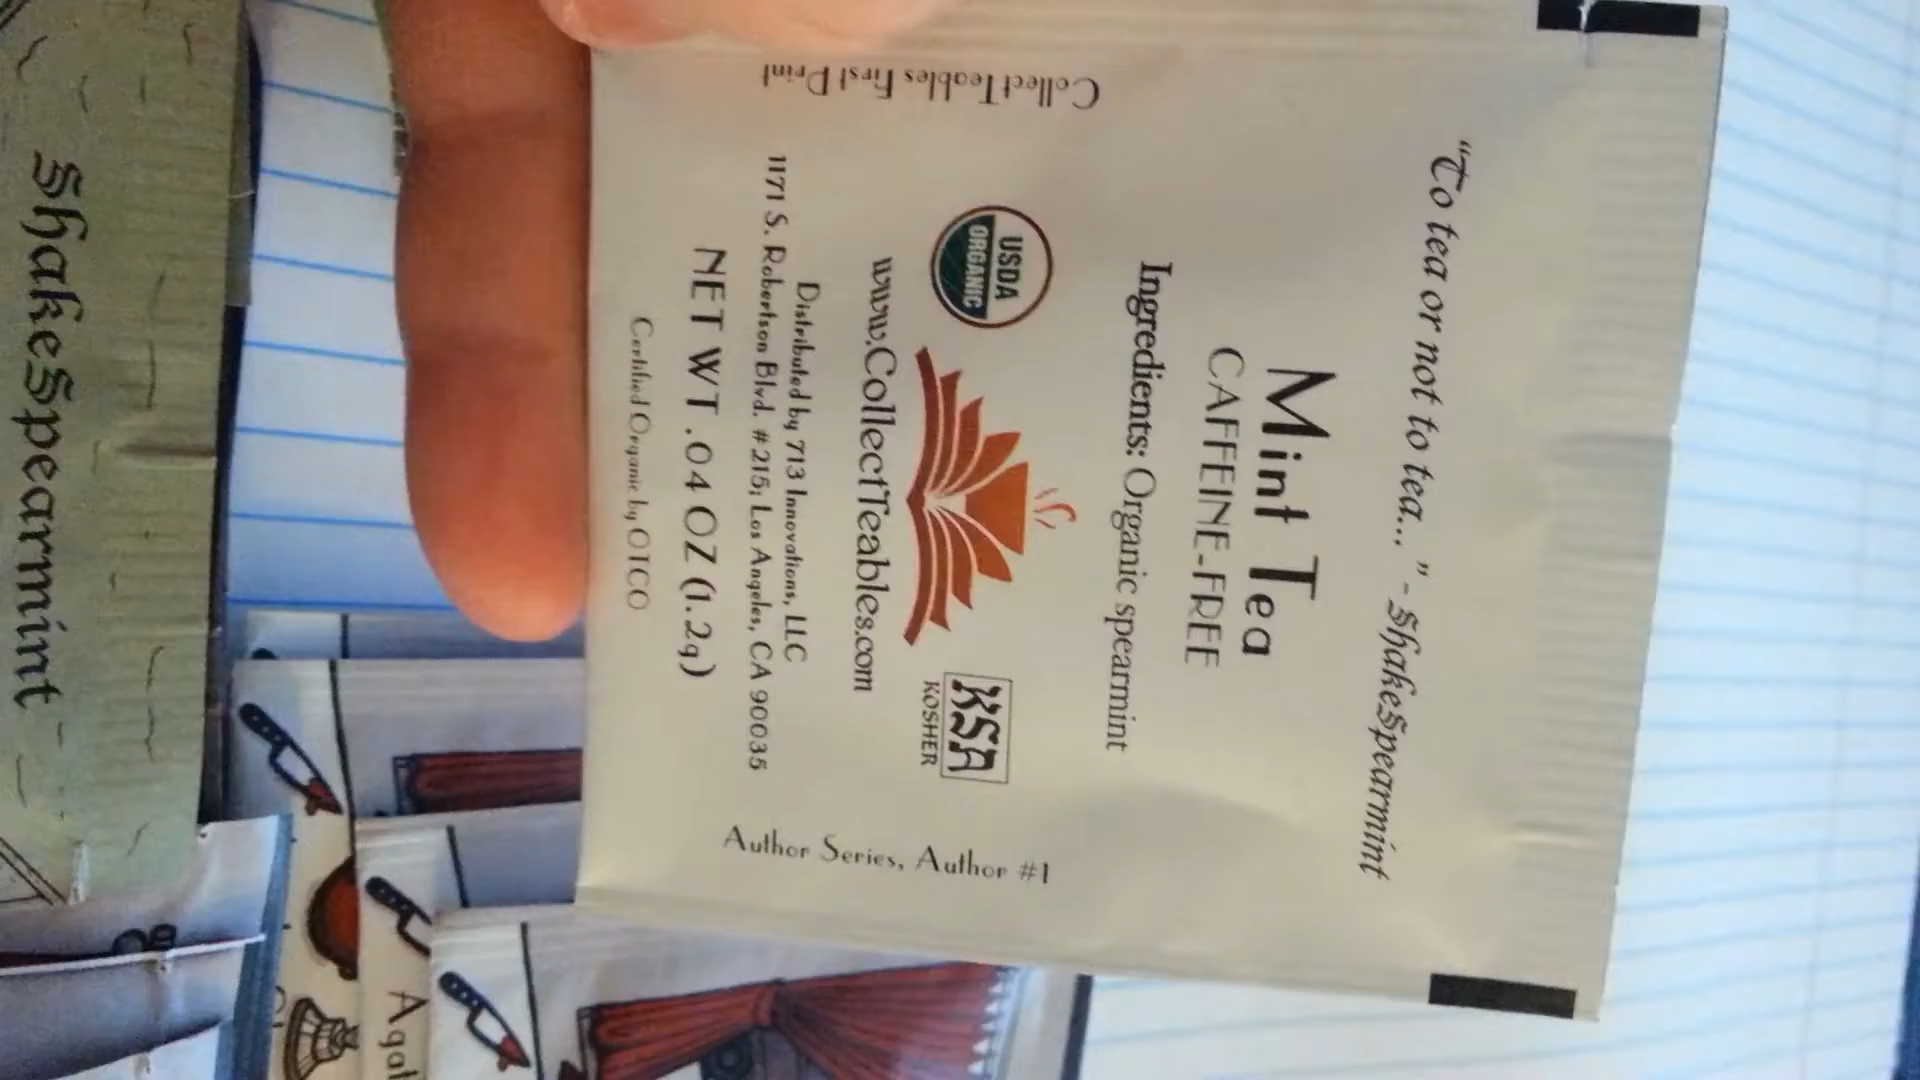 "To tea or not to tea..." - ShakeSpearmint
Mint Tea
CAFFEINE-FREE
Ingredients: Organic spearmint
USDA
ORGANIC
KSA
KOSHER
www.CollectTeables.com
Distributed by 713 Innovations, LLC
1171 S. Robertson Blvd. #215; Los Angeles, CA 90035
NET WT .04 OZ (1.2g)
Certified Organic by OTCO
CollectTeables First Print
Author Series, Author #1
ShakeSpearmint